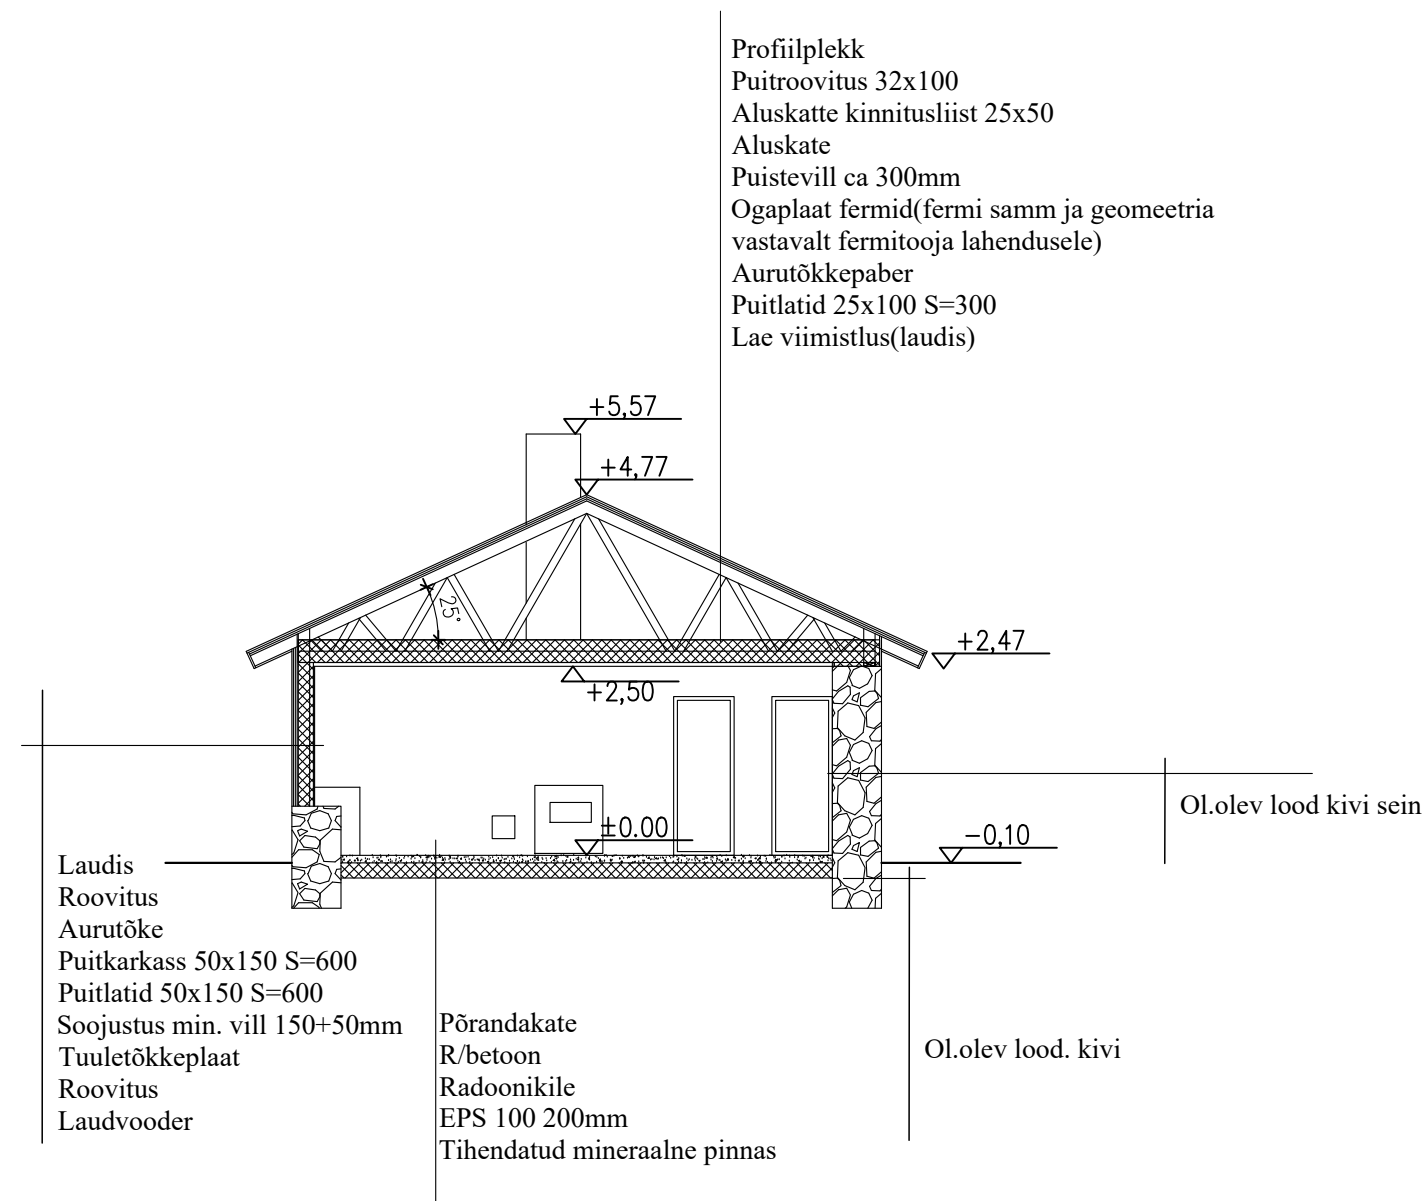 Profiilplekk
Puitroovitus 32x100
Aluskatte kinnitusliist 25x50
Aluskate
Puistevill ca 300mm
Ogaplaat fermid(fermi samm ja geomeetria
vastavalt fermitooja lahendusele)
Aurutõkkepaber
Puitlatid 25x100 S=300
Lae viimistlus(laudis)
+5,57
+4,77
25°
+2,47
+2,50
±0.00
-0,10
Ol.olev lood kivi sein
Laudis
Roovitus
Aurutõke
Puitkarkass 50x150 S=600
Puitlatid 50x150 S=600
Soojustus min. vill 150+50mm
Tuuletõkkeplaat
Roovitus
Laudvooder
Põrandakate
R/betoon
Radoonikile
EPS 100 200mm
Tihendatud mineraalne pinnas
Ol.olev lood. kivi